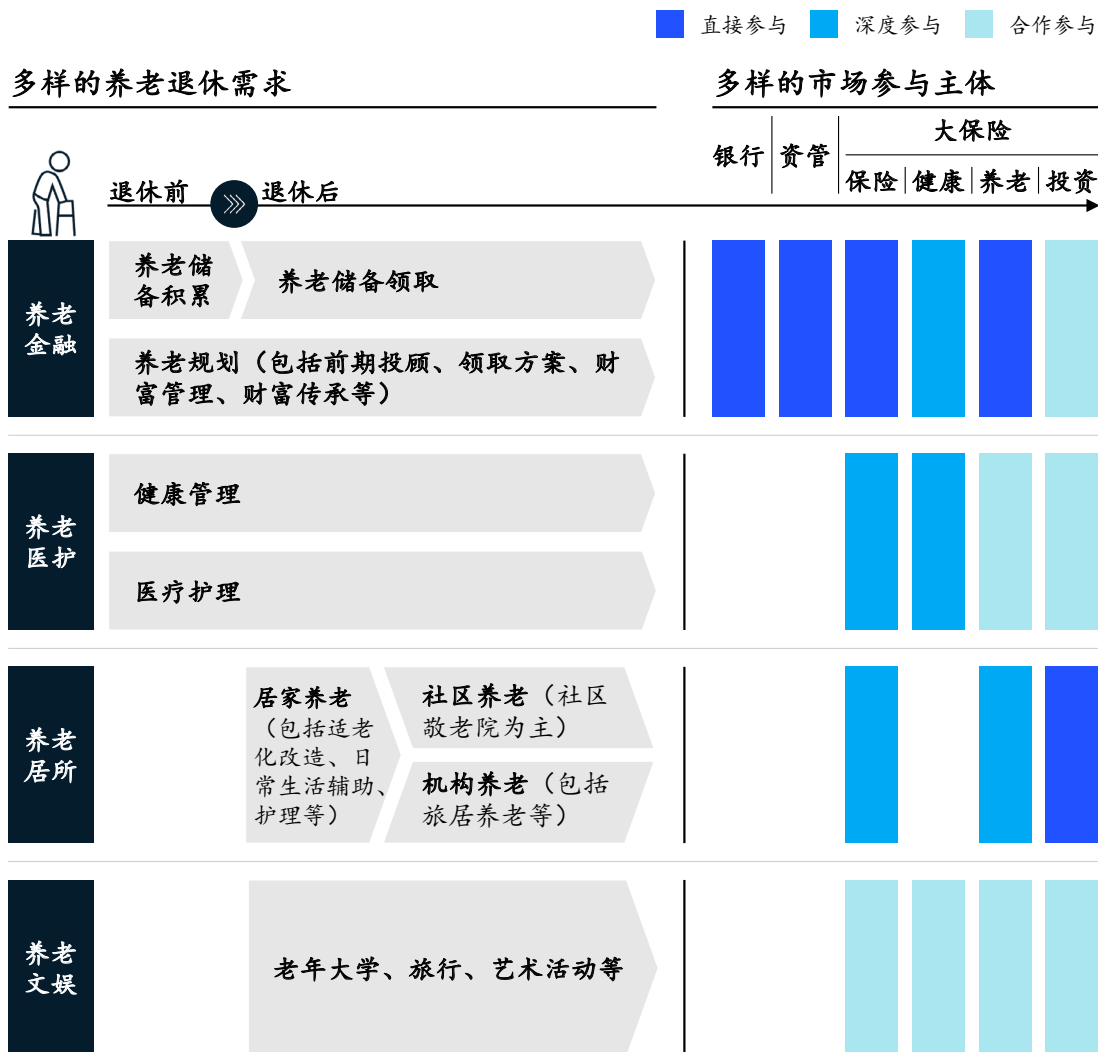 直接参与
深度参与
合作参与
多样的养老退休需求
多样的市场参与主体
银行
资管
大保险
保险
健康
养老
投资
退休前
退休后
养老
金融
养老储
备积累
养老储备领取
养老规划（包括前期投顾、领取方案、财
富管理、财富传承等）
养老
医护
健康管理
医疗护理
养老
居所
居家养老
（包括适老
化改造、日
常生活辅助、
护理等）
社区养老（社区
敬老院为主）
机构养老（包括
旅居养老等）
养老
文娱
老年大学、旅行、艺术活动等